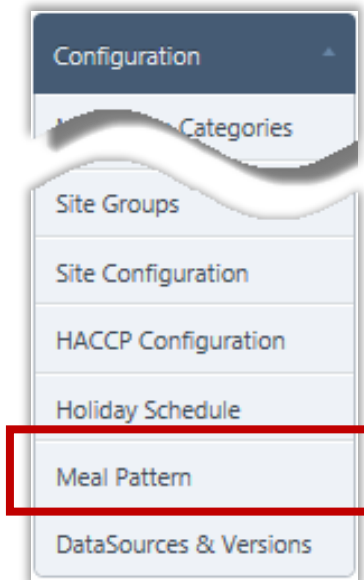 Configuration
Categories
Site Groups
Site Configuration
HACCP Configuration
Holiday Schedule
Meal Pattern
DataSources & Versions